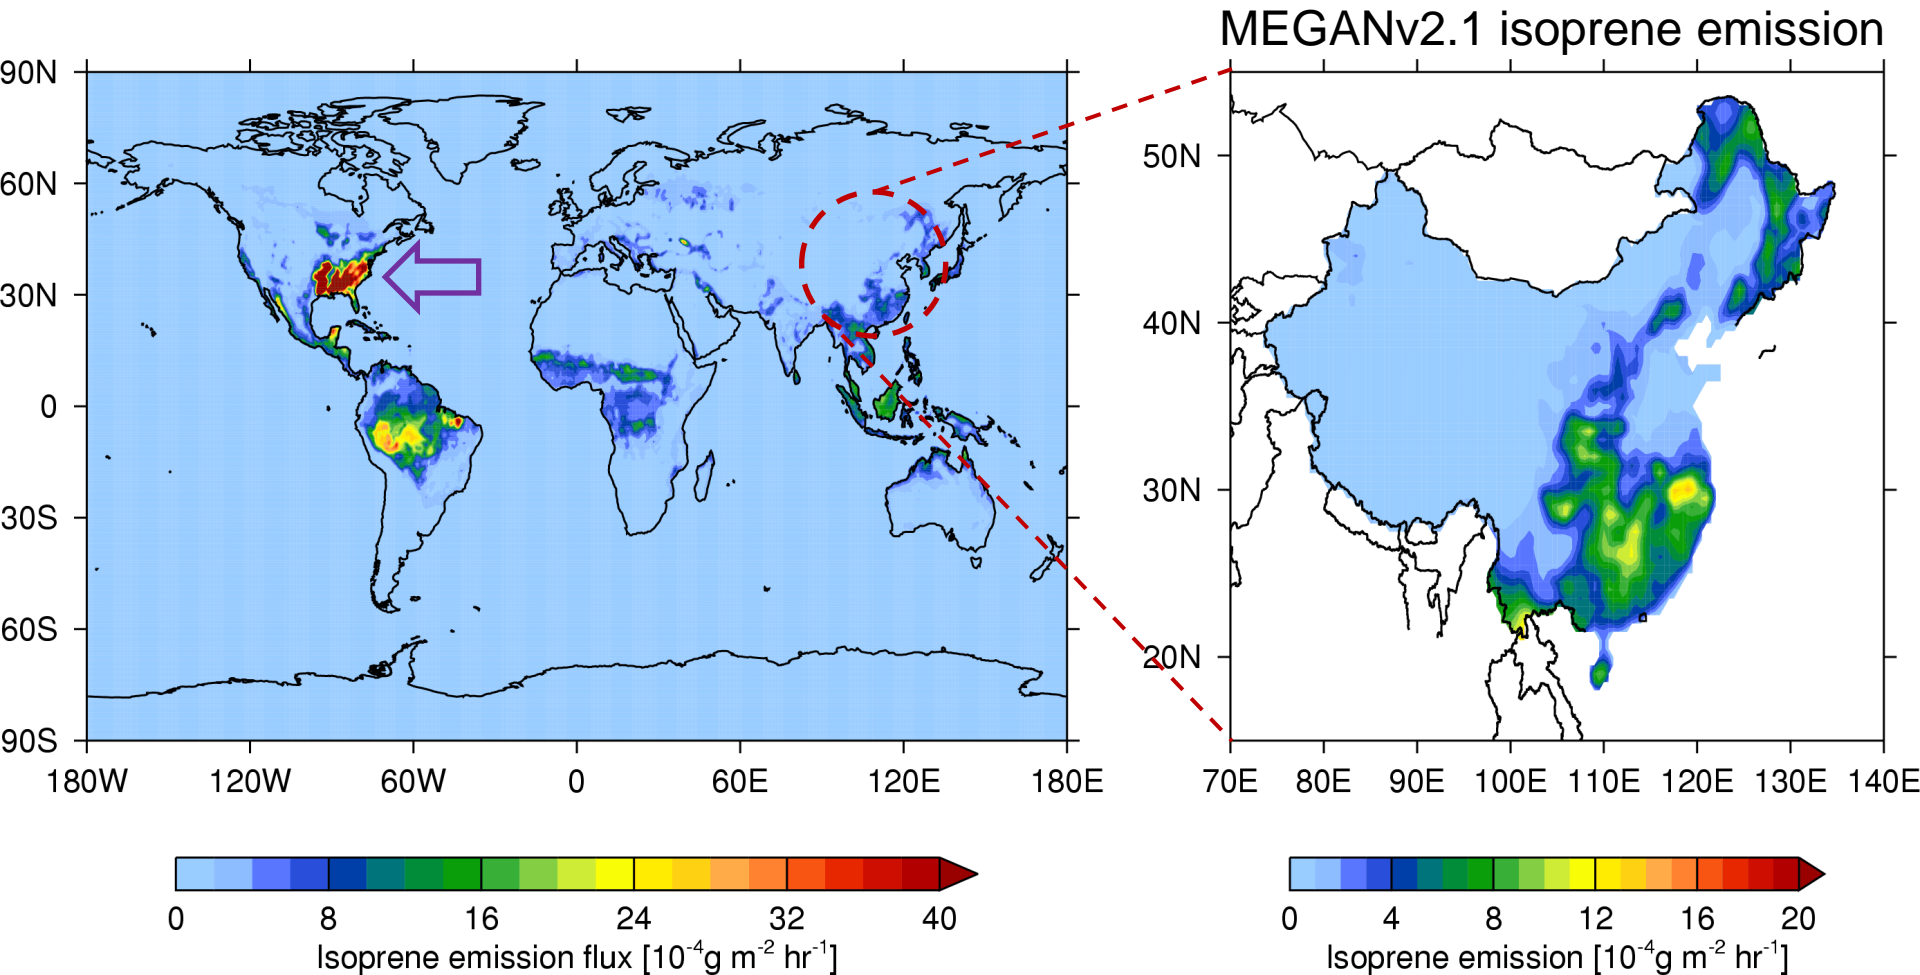 MEGANv2.1 isoprene emission
90N
60N
30N
0
30S
60S
90S
180W 120W 60W 0 60E 120E 180E
50N
40N
30N
20N
70E 80E 90E 100E 110E 120E 130E 140E
0 8 16 24 32 40
Isoprene emission flux [10⁻⁴g m⁻² hr⁻¹]
0 4 8 12 16 20
Isoprene emission [10⁻⁴g m⁻² hr⁻¹]